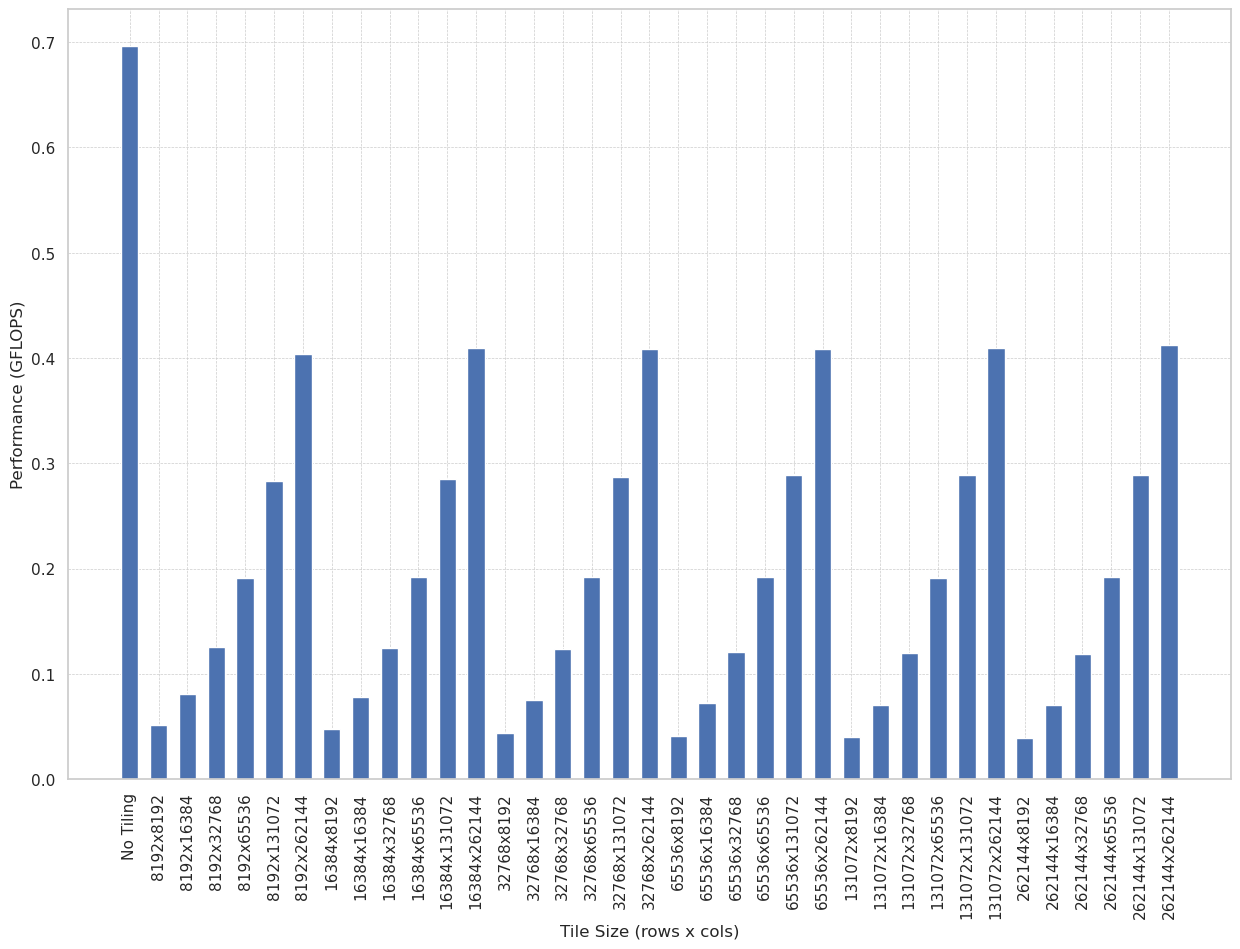 Performance (GFLOPS)
0.7
0.6
0.5
0.4
0.3
0.2
0.1
0.0
No Tiling
8192x8192
8192x16384
8192x32768
8192x65536
8192x131072
8192x262144
16384x8192
16384x16384
16384x32768
16384x65536
16384x131072
16384x262144
32768x8192
32768x16384
32768x32768
32768x65536
32768x131072
32768x262144
65536x8192
65536x16384
65536x32768
65536x65536
65536x131072
65536x262144
131072x8192
131072x16384
131072x32768
131072x65536
131072x131072
131072x262144
262144x8192
262144x16384
262144x32768
262144x65536
262144x131072
262144x262144
Tile Size (rows x cols)